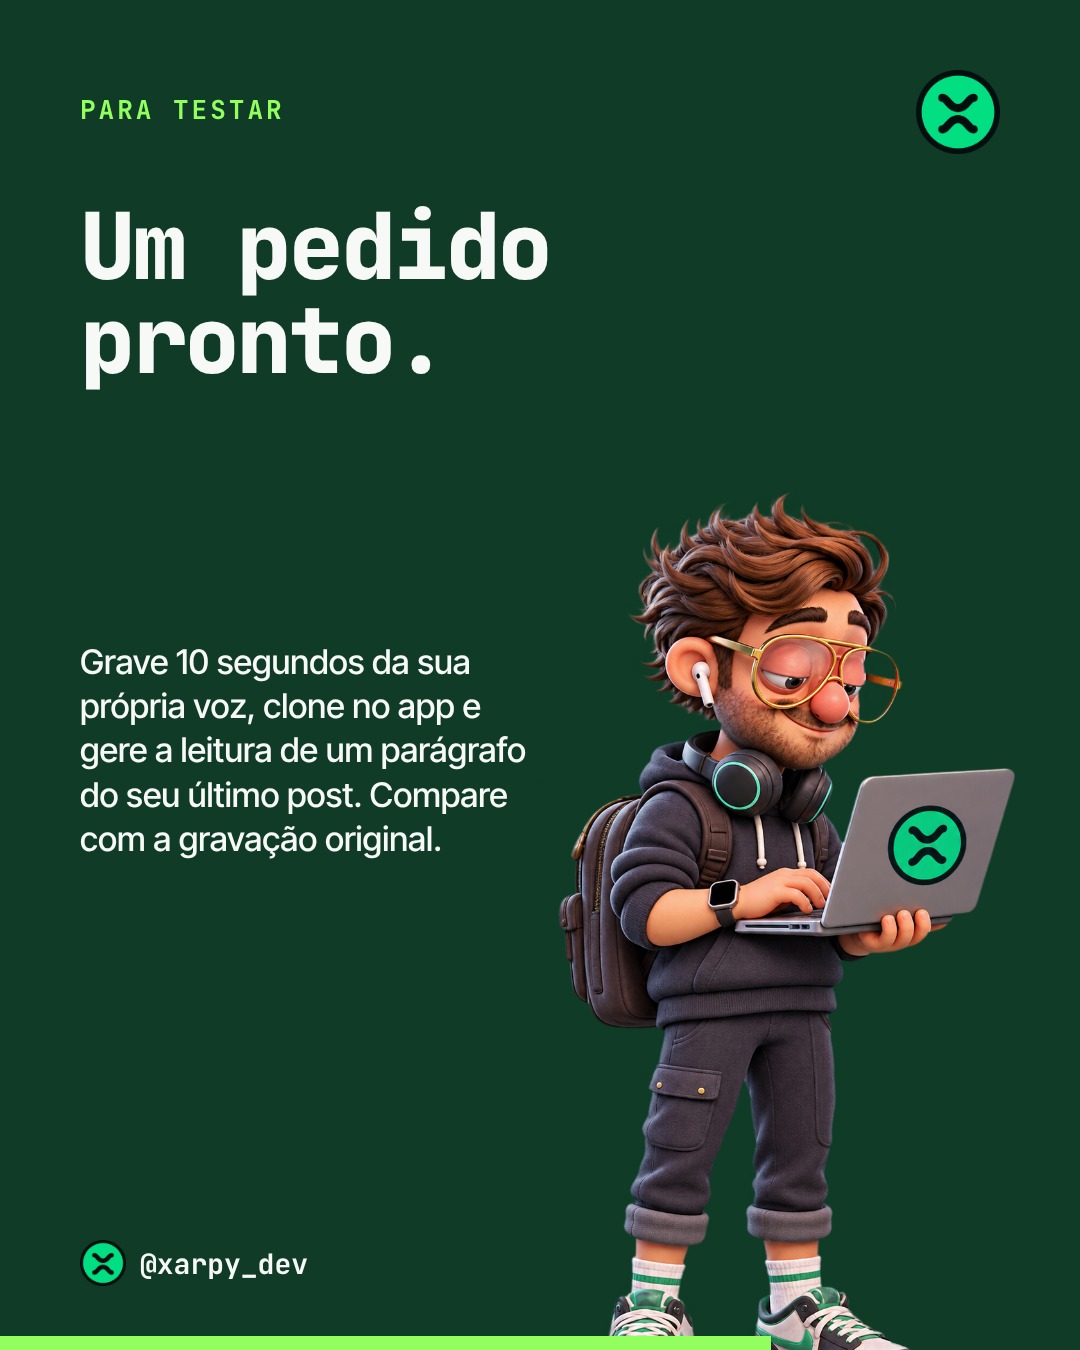 PARA TESTAR
Um pedido
pronto.
Grave 10 segundos da sua
própria voz, clone no app e
gere a leitura de um parágrafo
do seu último post. Compare
com a gravação original.
@xarpy_dev